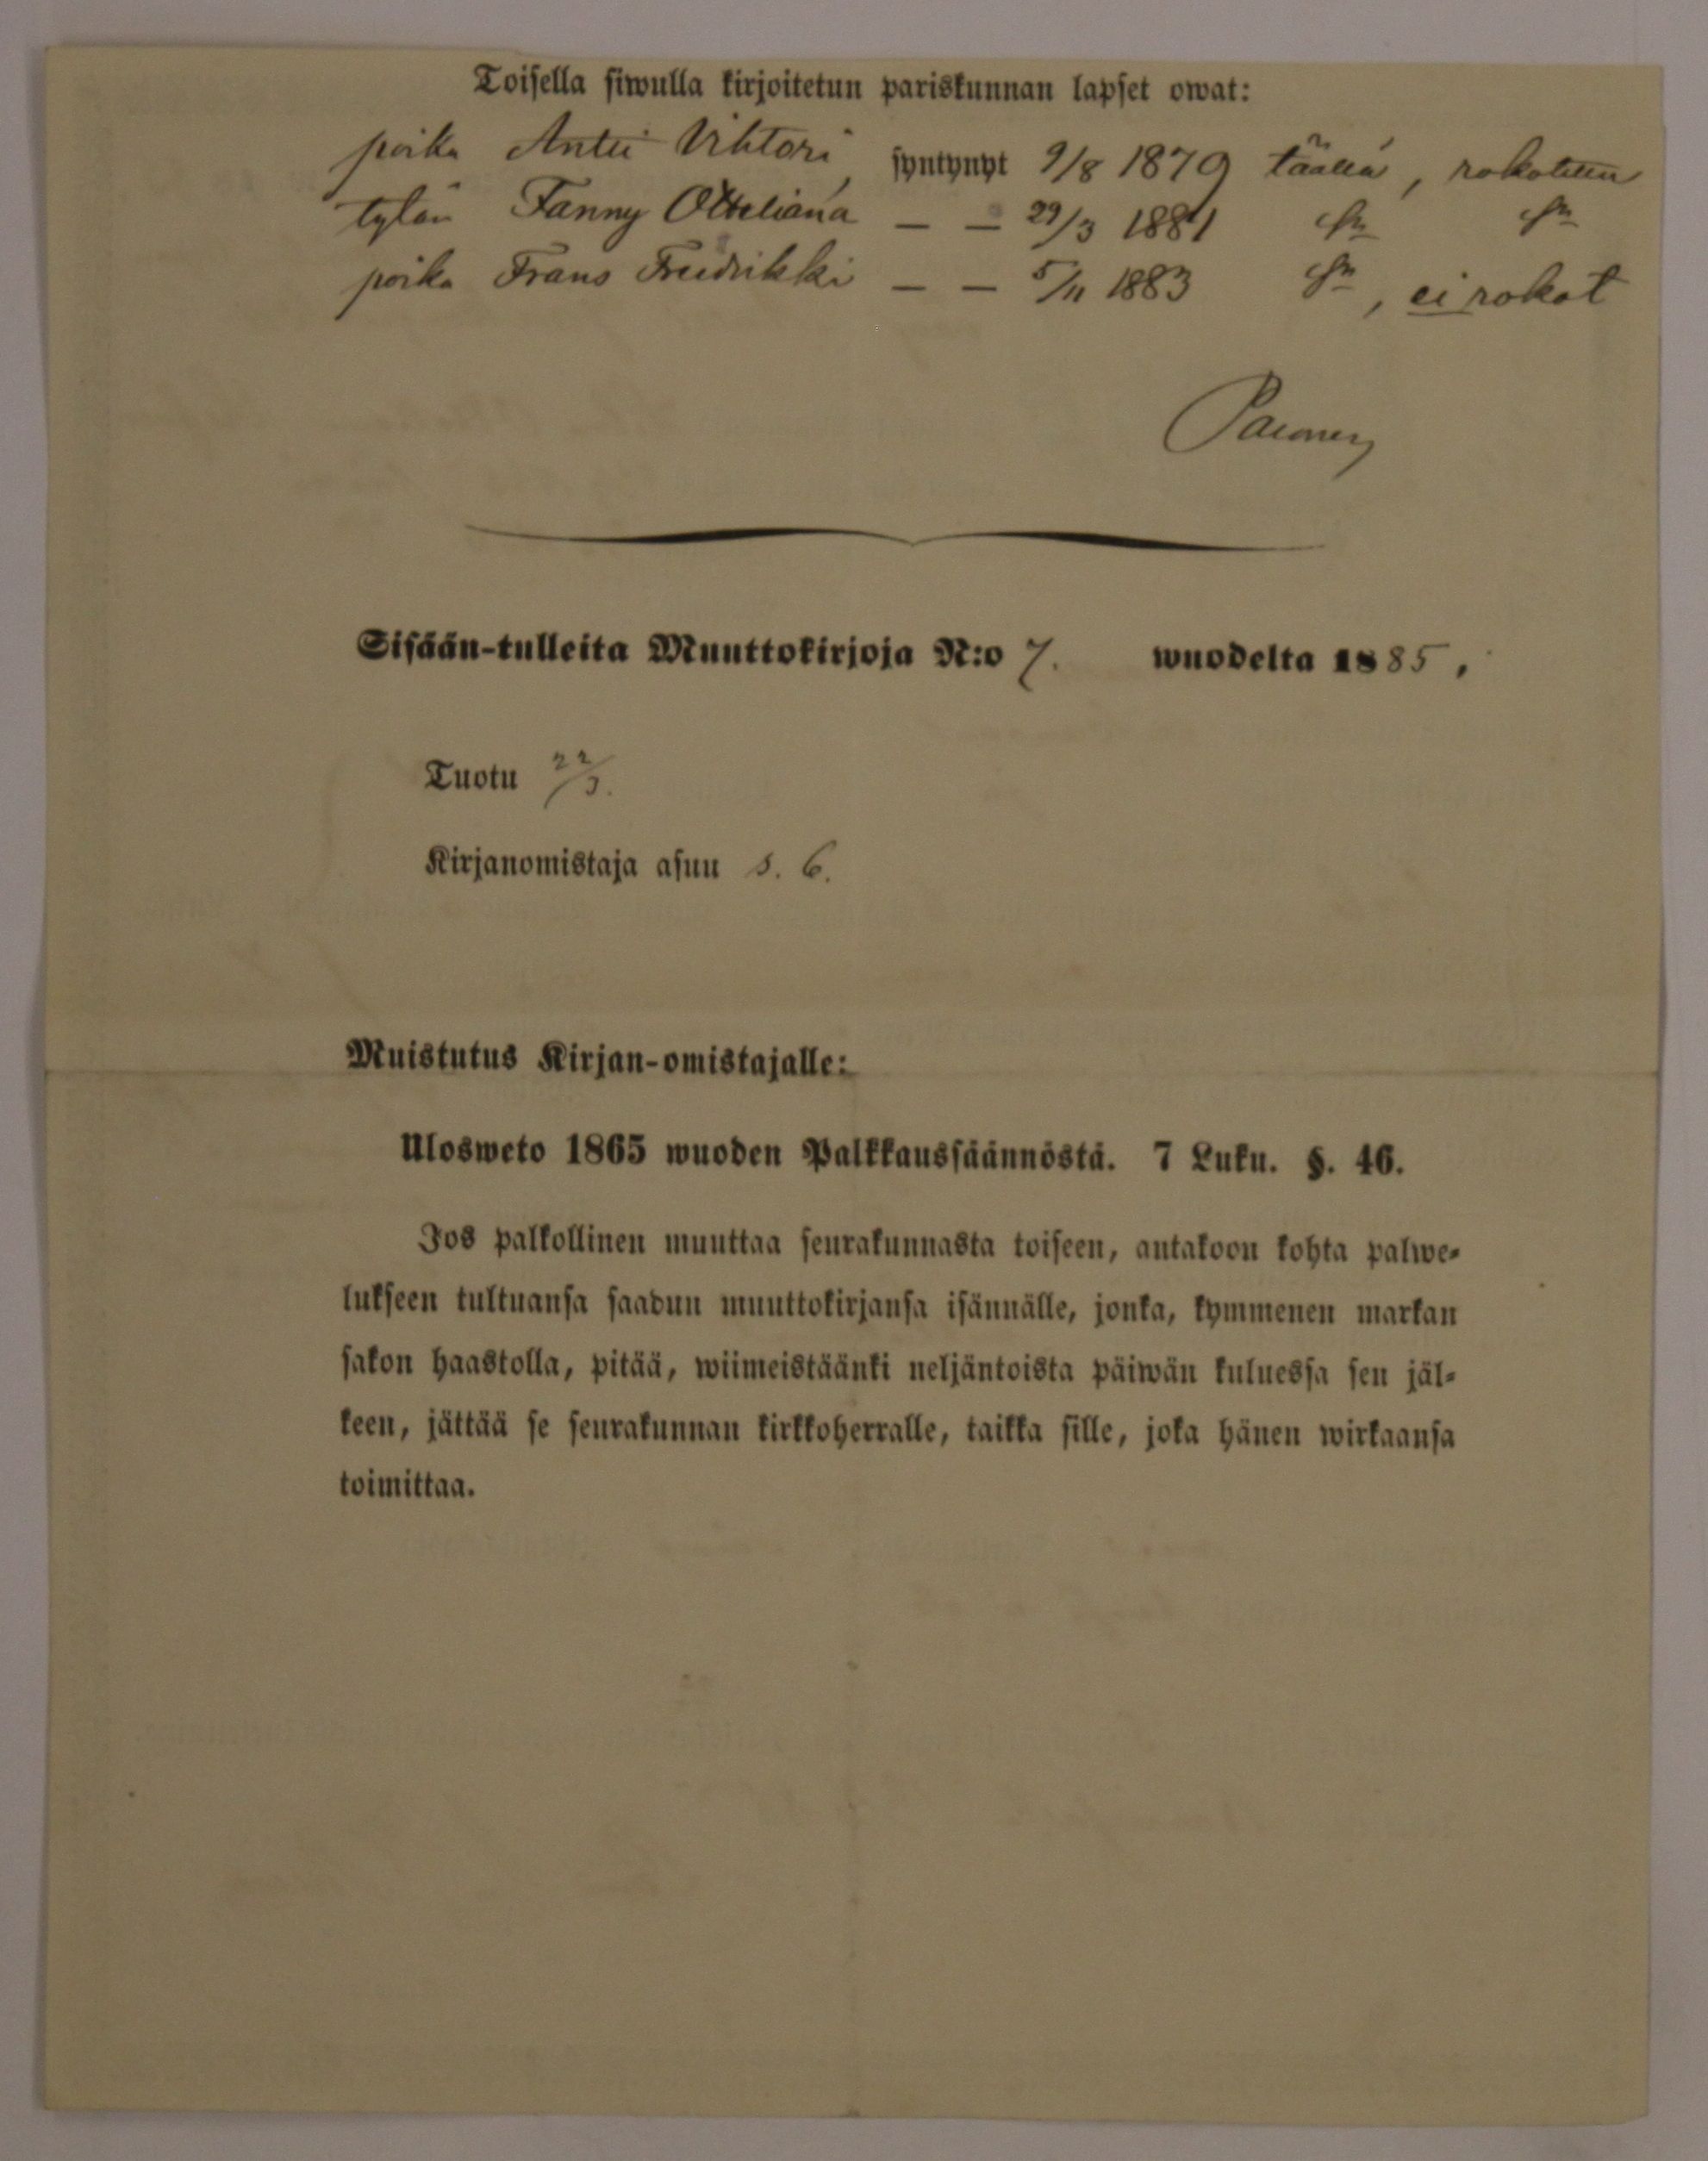 Toisella siwulla kirjoitetun pariskunnan lapset owat:
poika Antti Vihtori, syntynyt 9/8 1879 täällä, rokotettu
tytär Fanny Otteliana — — 29/3 1881
poika Frans Fredrikki — — 5/11 1883 , ei rokot
Sisään-tulleita Muuttokirjoja N:o 7. wuodelta 1885,
Tuotu 22/3.
Kirjanomistaja asuu s. 6.
Muistutus Kirjan-omistajalle:
Ulosweto 1865 wuoden Palkkaussäännöstä. 7 Luku. §. 46.
Jos palkollinen muuttaa seurakunnasta toiseen, antakoon kohta palwe-
lukseen tultuansa saadun muuttokirjansa isännälle, jonka, kymmenen markan
sakon haastolla, pitää, wiimeistäänki neljäntoista päiwän kuluessa sen jäl-
keen, jättää se seurakunnan kirkkoherralle, taikka sille, joka hänen wirkaansa
toimittaa.